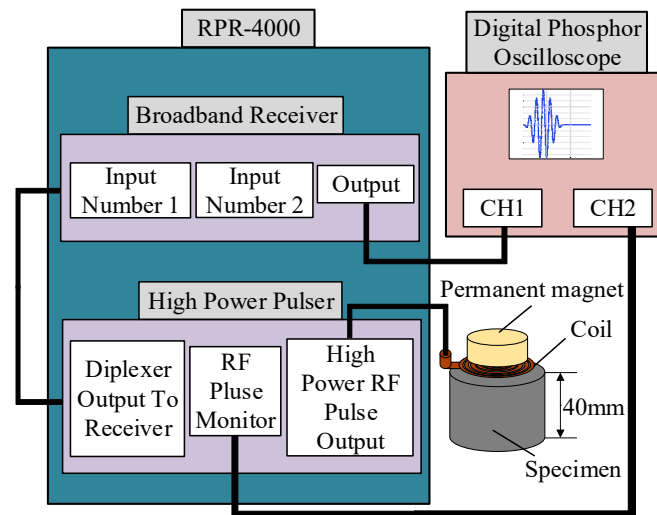 RPR-4000
Digital Phosphor
Oscilloscope
Broadband Receiver
Input
Number 1
Input
Number 2
Output
CH1
CH2
High Power Pulser
Diplexer
Output To
Receiver
RF
Pluse
Monitor
High
Power RF
Pulse
Output
Permanent magnet
Coil
40mm
Specimen